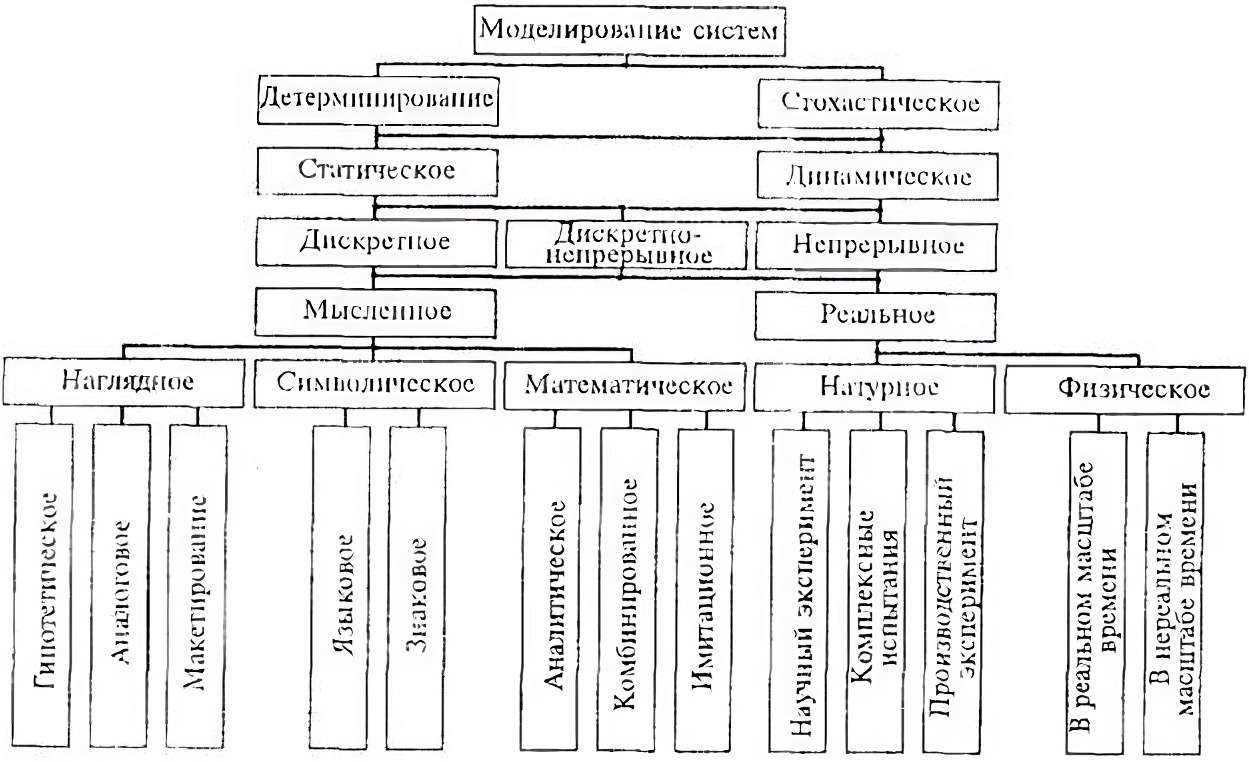 Моделирование систем
Детерминирование
Стохастическое
Статическое
Динамическое
Дискретное
Дискретно-
непрерывное
Непрерывное
Мысленное
Реальное
Наглядное
Символическое
Математическое
Натурное
Физическое
Гипотетическое
Аналоговое
Макетирование
Языковое
Знаковое
Аналитическое
Комбинированное
Имитационное
Научный эксперимент
Комплексные
испытания
Производственный
эксперимент
В реальном масштабе
времени
В нереальном
масштабе времени